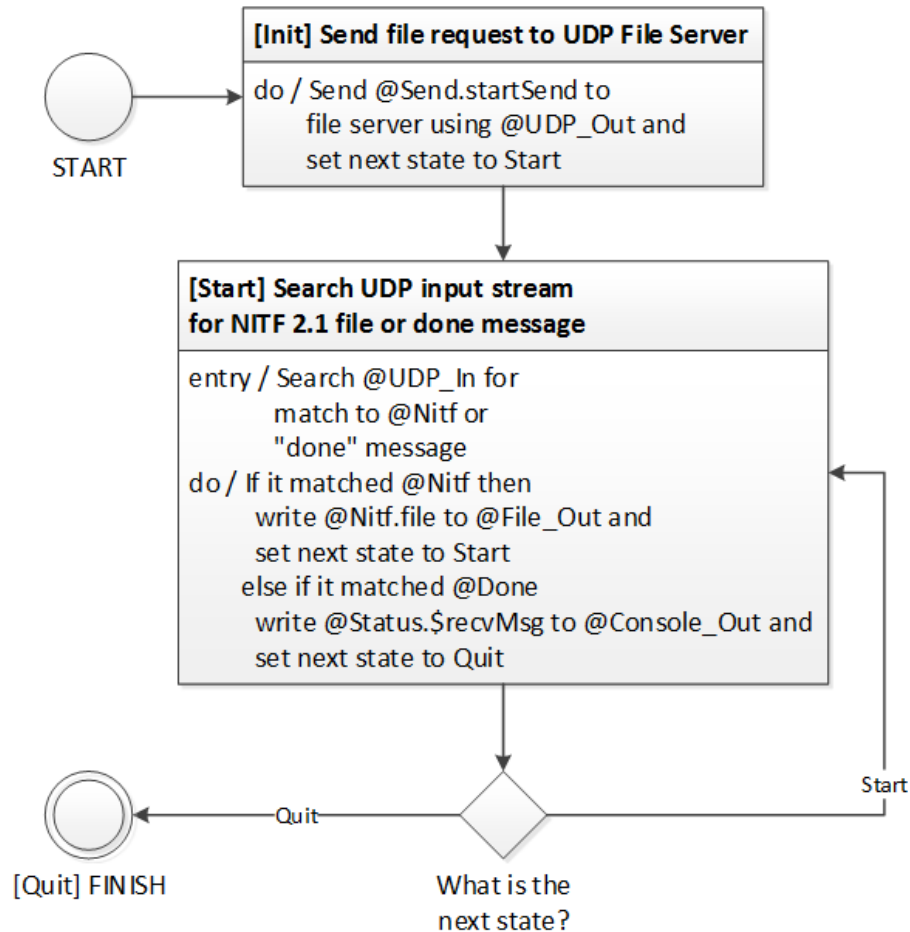 [Init] Send file request to UDP File Server
do / Send @Send.startSend to
file server using @UDP_Out and
set next state to Start
START
[Start] Search UDP input stream
for NITF 2.1 file or done message
entry / Search @UDP_In for
match to @Nitf or
"done" message
do / If it matched @Nitf then
write @Nitf.file to @File_Out and
set next state to Start
else if it matched @Done
write @Status.$recvMsg to @Console_Out and
set next state to Quit
Start
Quit
[Quit] FINISH
What is the
next state?